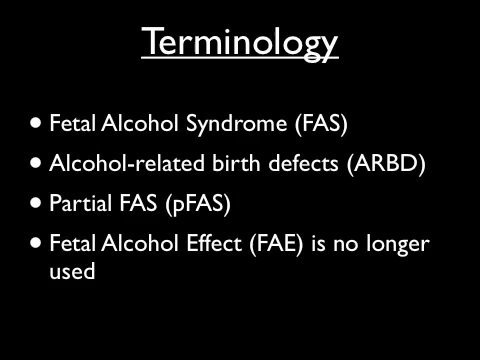 Terminology
• Fetal Alcohol Syndrome (FAS)
• Alcohol-related birth defects (ARBD)
• Partial FAS (pFAS)
• Fetal Alcohol Effect (FAE) is no longer
used